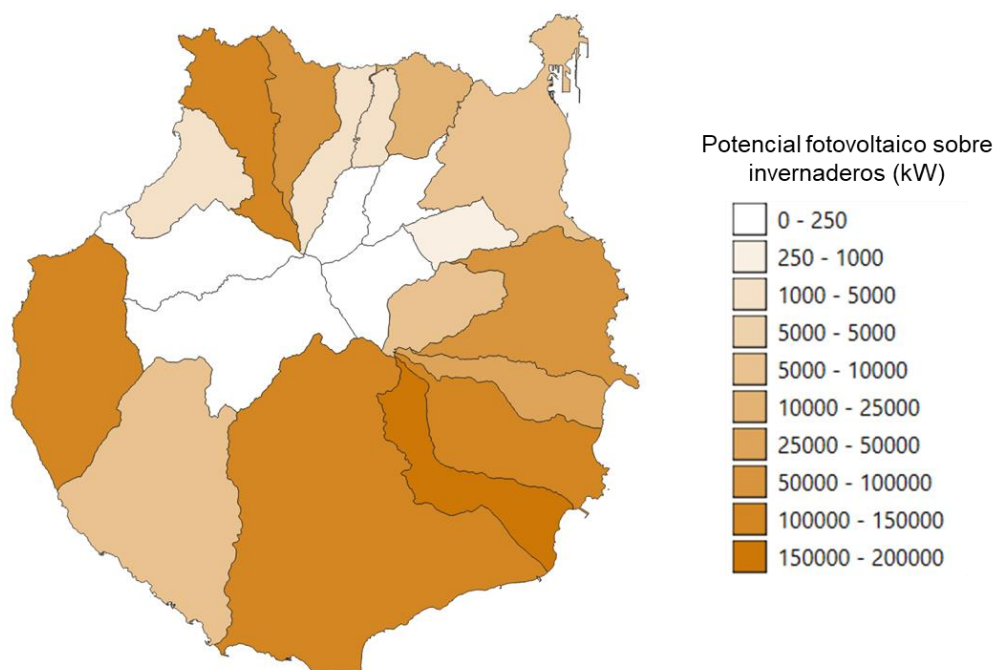 Potencial fotovoltaico sobre
invernaderos (kW)
0 - 250
250 - 1000
1000 - 5000
5000 - 5000
5000 - 10000
10000 - 25000
25000 - 50000
50000 - 100000
100000 - 150000
150000 - 200000